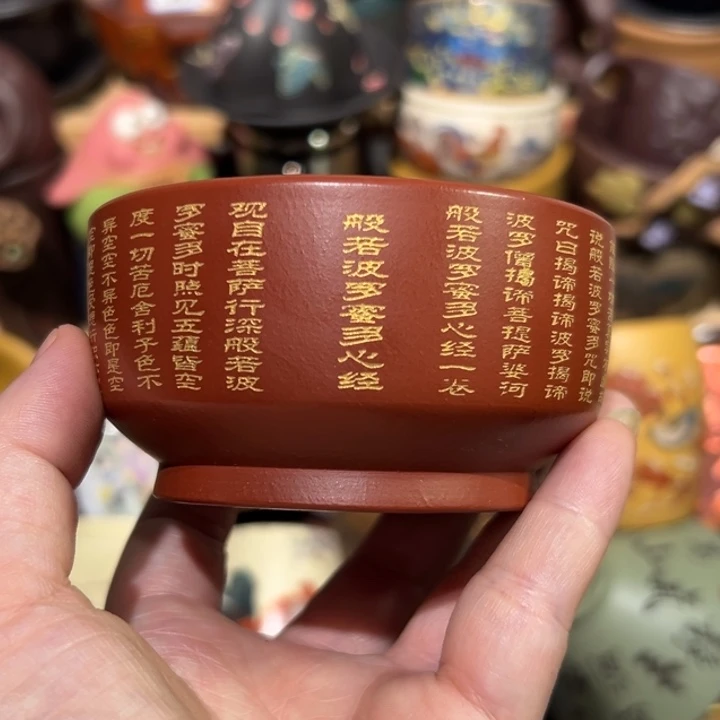 说般若波罗蜜多咒即说
咒曰揭谛揭谛波罗揭谛
波罗僧揭谛菩提萨婆河
般若波罗蜜多心经一卷
般若波罗蜜多心经
观自在菩萨行深般若波
罗蜜多时照见五蕴皆空
度一切苦厄舍利子色不
异空空不异色色即是空